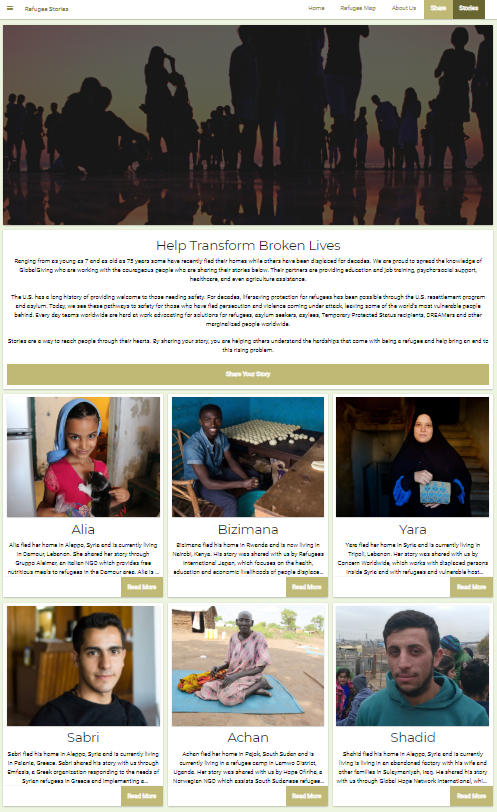 Refugee Stories
Home Refugee Map About Us Share Stories
Help Transform Broken Lives
Ranging from as young as 7 and as old as 75 years some have recently fled their homes while others have been displaced for decades. We are proud to spread the knowledge of
GlobalGiving who are working with the courageous people who are sharing their stories below. Their partners are providing education and job training, psychosocial support,
healthcare, and even agriculture assistance.
The U.S. has a long history of providing welcome to those needing safety. For decades, lifesaving protection for refugees has been possible through the U.S. resettlement program
and asylum. Today, we see these pathways to safety for those who have fled persecution and violence coming under attack, leaving some of the world's most vulnerable people
behind. Every day teams worldwide are hard at work advocating for solutions for refugees, asylum seekers, asylees, Temporary Protected Status recipients, DREAMers and other
marginalized people worldwide.
Stories are a way to reach people through their hearts. By sharing your story, you are helping others understand the hardships that come with being a refugee and help bring an end to
this rising problem.
Share Your Story
Alia
Alia fled her home in Aleppo, Syria and is currently living
in Damour, Lebanon. She shared her story through
Gruppo Aleimar, an Italian NGO which provides free
nutritious meals to refugees in the Damour area. Alia is ...
Read More
Bizimana
Bizimana fled his home in Rwanda and is now living in
Nairobi, Kenya. His story was shared with us by Refugees
International Japan, which focuses on the health,
education and economic livelihoods of people displace...
Read More
Yara
Yara fled her home in Syria and is currently living in
Tripoli, Lebanon. Her story was shared with us by
Concern Worldwide, which works with displaced persons
inside Syria and with refugees and vulnerable host...
Read More
Sabri
Sabri fled his home in Aleppo, Syria and is currently living
in Paiania, Greece. Sabri shared his story with us through
Emfasis, a Greek organisation responding to the needs of
Syrian refugees in Greece and implementing a...
Read More
Achan
Achan fled her home in Pajok, South Sudan and is
currently living in a refugee camp in Lamwo District,
Uganda. Her story was shared with us by Hope Ofiriha, a
Norwegian NGO which assists South Sudanese refugee...
Read More
Shadid
Shahid fled his home in Aleppo, Syria and is currently
living is living in an abandoned factory with his wife and
other families in Suleymaniyah, Iraq. He shared his story
with us through Global Hope Network International, whi...
Read More